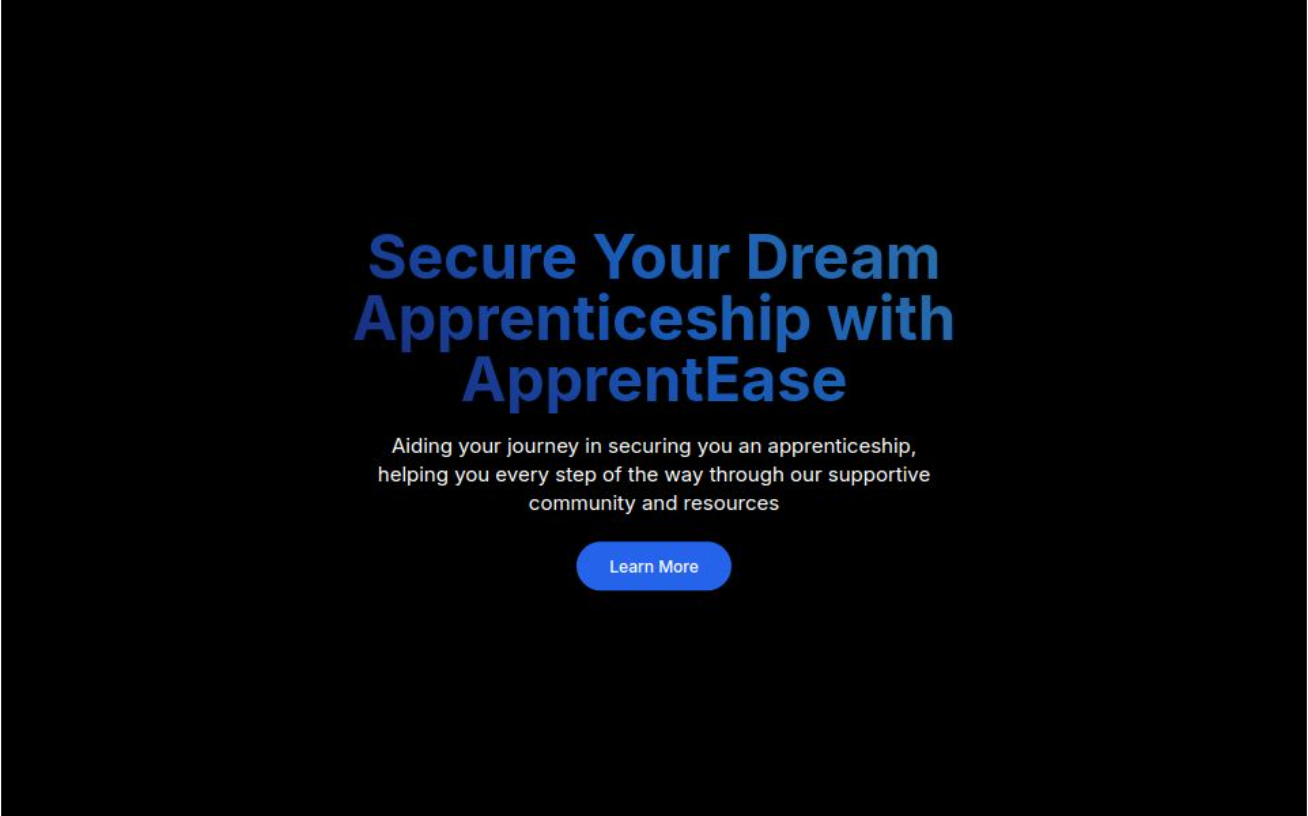 Secure Your Dream
Apprenticeship with
ApprentEase
Aiding your journey in securing you an apprenticeship,
helping you every step of the way through our supportive
community and resources
Learn More